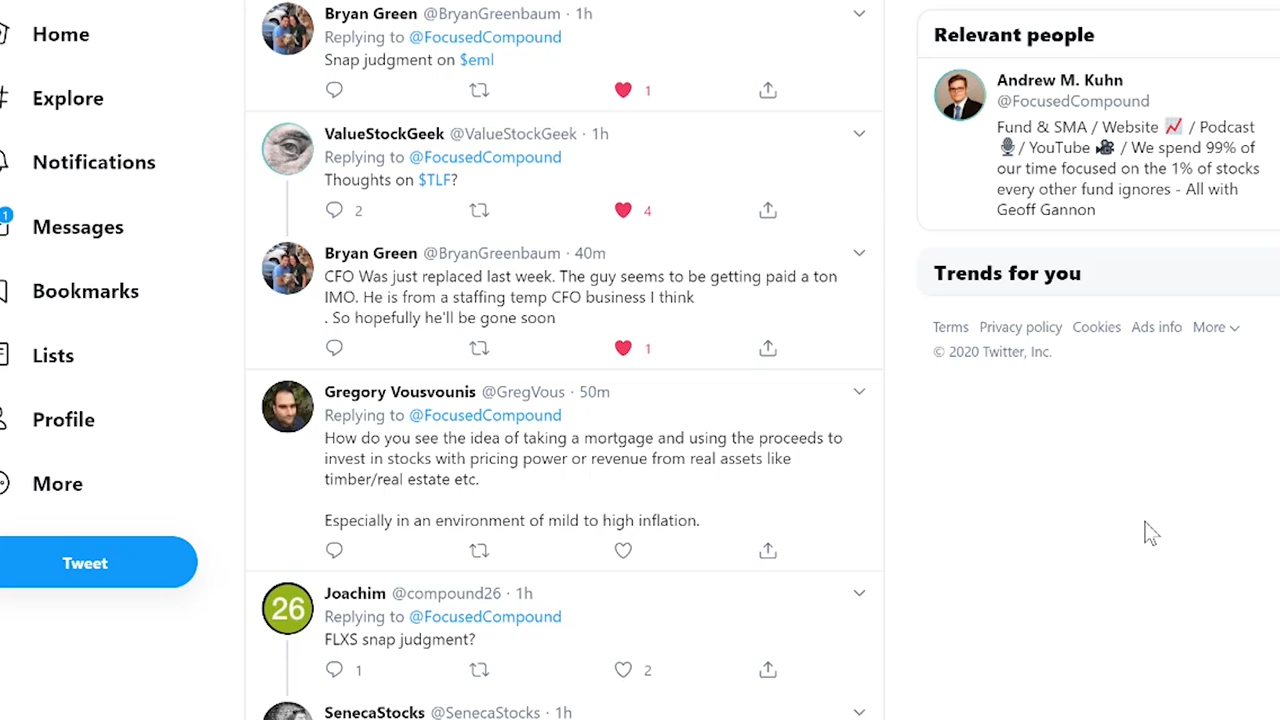 Home
Explore
Notifications
1
Messages
Bookmarks
Lists
Profile
More
Tweet
Bryan Green @BryanGreenbaum · 1h
Replying to @FocusedCompound
Snap judgment on $eml
1
ValueStockGeek @ValueStockGeek · 1h
Replying to @FocusedCompound
Thoughts on $TLF?
2 4
Bryan Green @BryanGreenbaum · 40m
CFO Was just replaced last week. The guy seems to be getting paid a ton
IMO. He is from a staffing temp CFO business I think
. So hopefully he'll be gone soon
1
Gregory Vousvounis @GregVous · 50m
Replying to @FocusedCompound
How do you see the idea of taking a mortgage and using the proceeds to
invest in stocks with pricing power or revenue from real assets like
timber/real estate etc.
Especially in an environment of mild to high inflation.
26
Joachim @compound26 · 1h
Replying to @FocusedCompound
FLXS snap judgment?
1 2
SenecaStocks @SenecaStocks · 1h
Relevant people
Andrew M. Kuhn
@FocusedCompound
Fund & SMA / Website 📈 / Podcast
🎙/ YouTube 🎥 / We spend 99% of
our time focused on the 1% of stocks
every other fund ignores - All with
Geoff Gannon
Trends for you
Terms Privacy policy Cookies Ads info More
© 2020 Twitter, Inc.